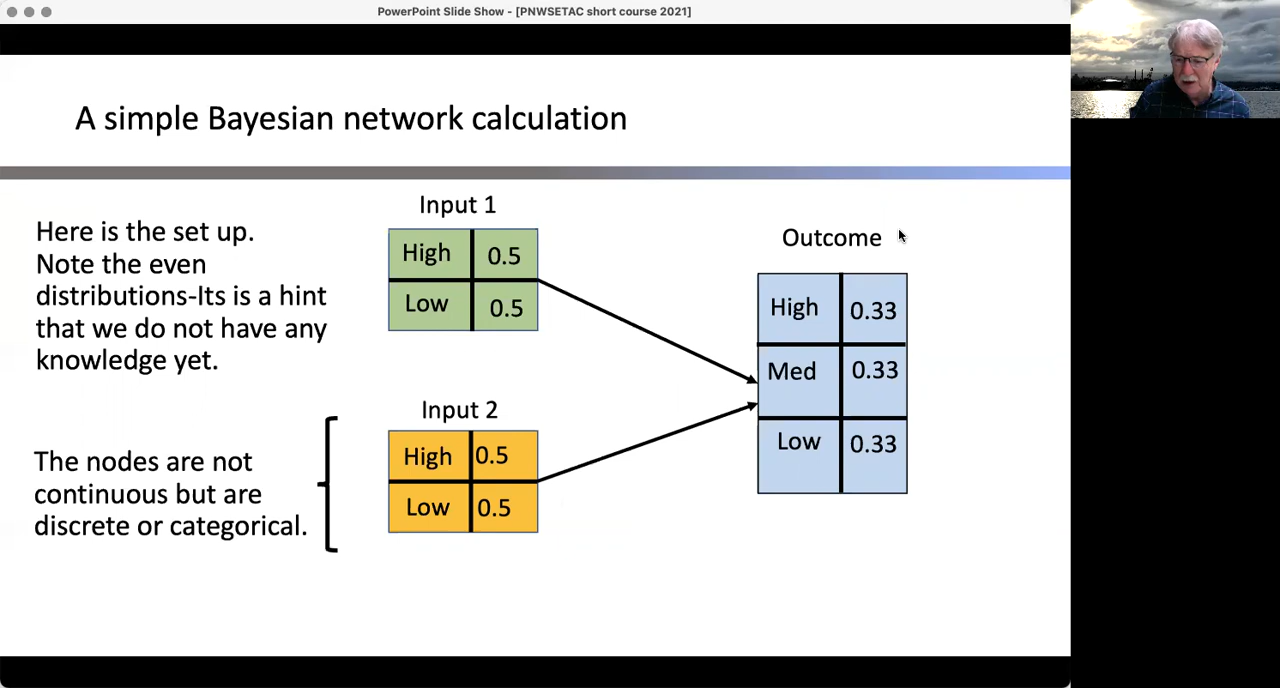 PowerPoint Slide Show - [PNWSETAC short course 2021]
A simple Bayesian network calculation
Here is the set up.
Note the even
distributions-Its is a hint
that we do not have any
knowledge yet.
The nodes are not
continuous but are
discrete or categorical.
Input 1
High 0.5
Low 0.5
Input 2
High 0.5
Low 0.5
Outcome
High 0.33
Med 0.33
Low 0.33